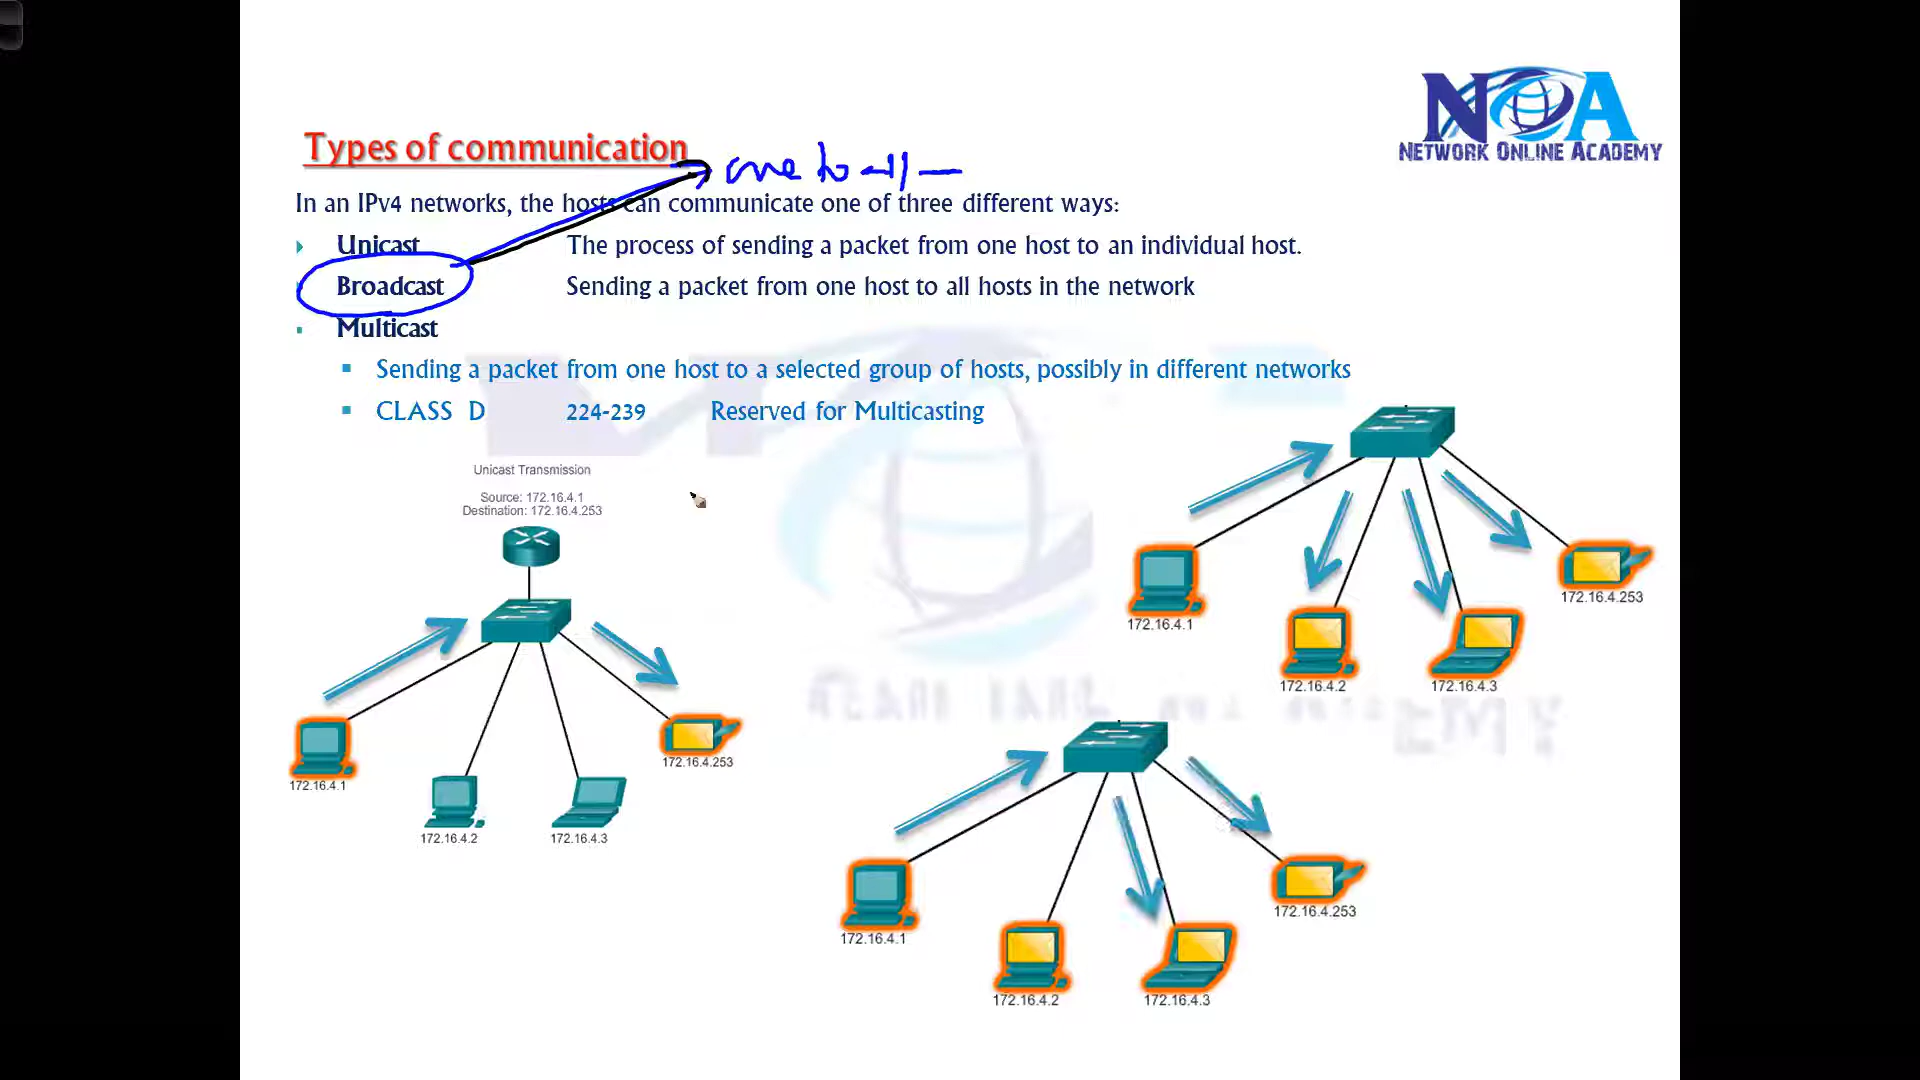 NOA
NETWORK ONLINE ACADEMY
Types of communication
one to all
In an IPv4 networks, the hosts can communicate one of three different ways:
Unicast The process of sending a packet from one host to an individual host.
Broadcast Sending a packet from one host to all hosts in the network
Multicast
Sending a packet from one host to a selected group of hosts, possibly in different networks
CLASS D 224-239 Reserved for Multicasting
Unicast Transmission
Source: 172.16.4.1
Destination: 172.16.4.253
172.16.4.1
172.16.4.2
172.16.4.3
172.16.4.253
172.16.4.1
172.16.4.2
172.16.4.3
172.16.4.253
172.16.4.1
172.16.4.2
172.16.4.3
172.16.4.253